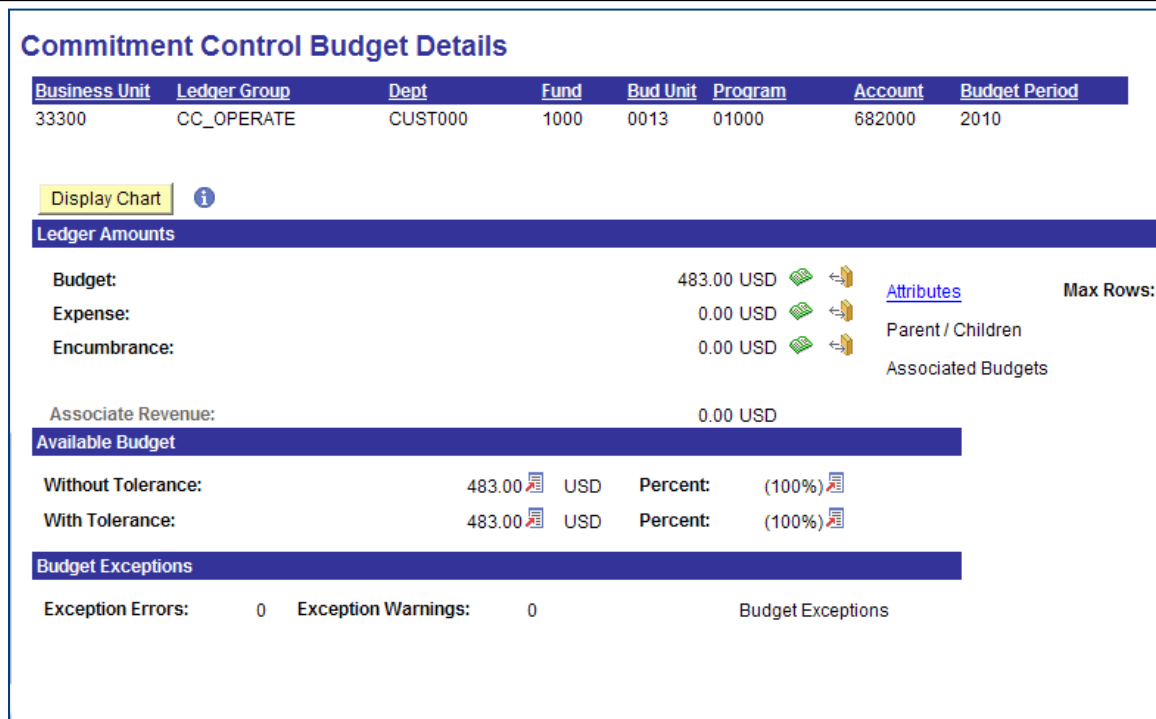 Commitment Control Budget Details
Business Unit Ledger Group Dept Fund Bud Unit Program Account Budget Period
33300 CC_OPERATE CUST000 1000 0013 01000 682000 2010
Display Chart
Ledger Amounts
Budget: 483.00 USD Attributes Max Rows:
Expense: 0.00 USD Parent / Children
Encumbrance: 0.00 USD Associated Budgets
Associate Revenue: 0.00 USD
Available Budget
Without Tolerance: 483.00 USD Percent: (100%)
With Tolerance: 483.00 USD Percent: (100%)
Budget Exceptions
Exception Errors: 0 Exception Warnings: 0 Budget Exceptions